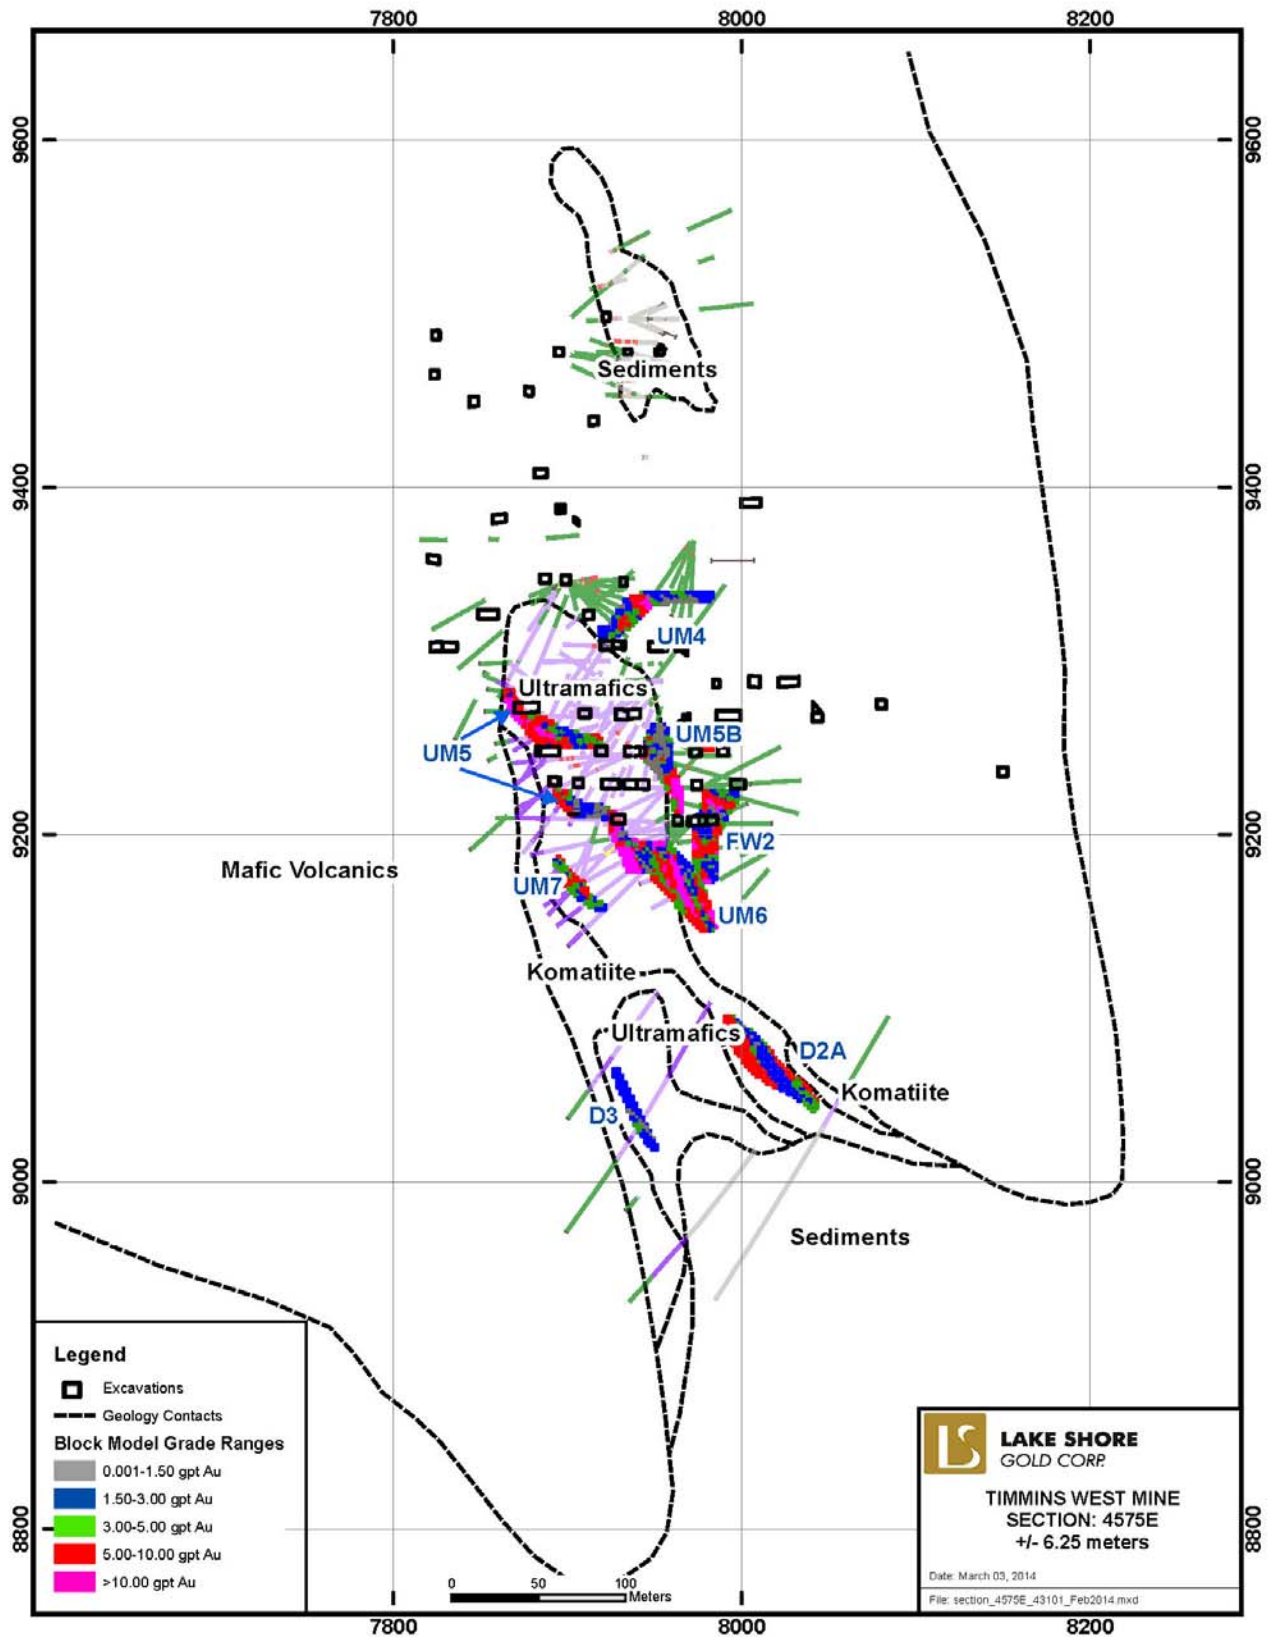 7800 8000 8200
9600 9600
Sediments
9400 9400
UM4
Ultramafics
UM5B
UM5
9200 9200
FW2
Mafic Volcanics
UM7
UM6
Komatiite
Ultramafics
D2A
Komatiite
D3
9000 9000
Sediments
Legend
Excavations
Geology Contacts
Block Model Grade Ranges
0.001-1.50 gpt Au
1.50-3.00 gpt Au
3.00-5.00 gpt Au
5.00-10.00 gpt Au
>10.00 gpt Au
8800 8800
0 50 100
Meters
LS
LAKE SHORE
GOLD CORP.
TIMMINS WEST MINE
SECTION: 4575E
+/- 6.25 meters
Date: March 03, 2014
File: section_4575E_43101_Feb2014.mxd
7800 8000